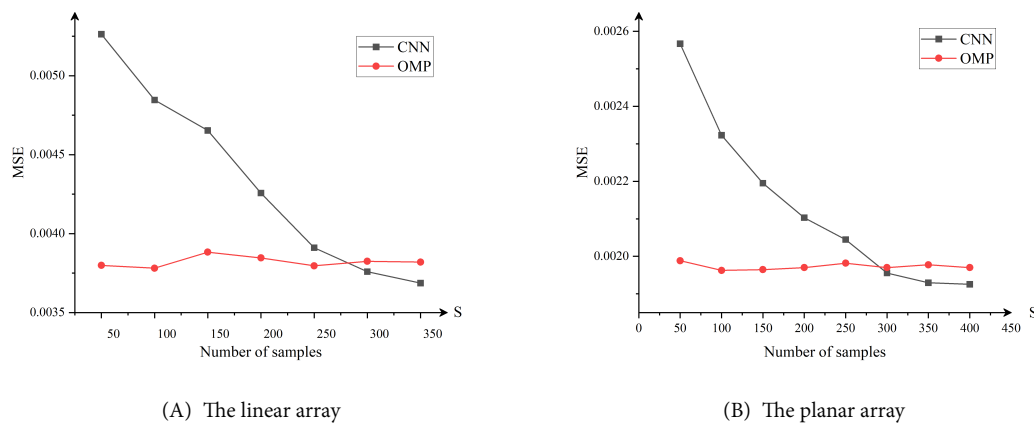 CNN
OMP
0.0050
0.0045
0.0040
0.0035
MSE
50 100 150 200 250 300 350
S
Number of samples
(A) The linear array
CNN
OMP
0.0026
0.0024
0.0022
0.0020
MSE
0 50 100 150 200 250 300 350 400 450
S
Number of samples
(B) The planar array